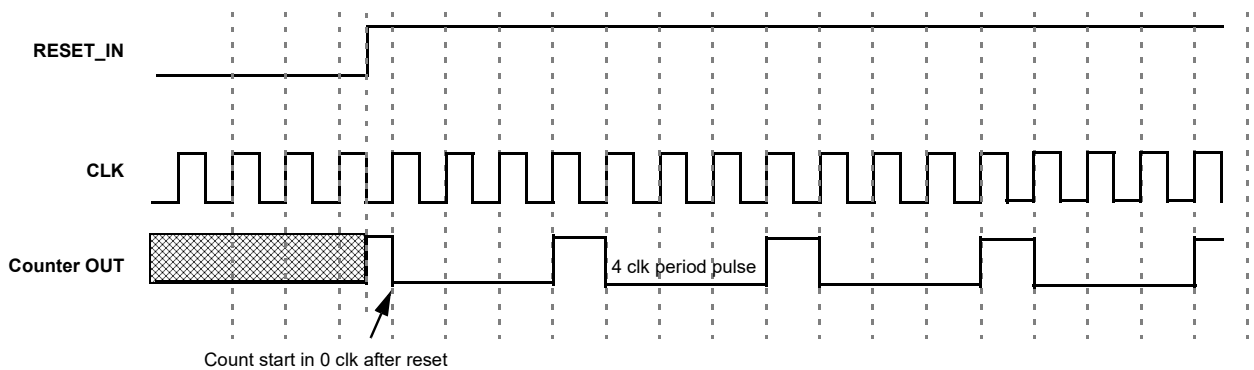 RESET_IN
CLK
Counter OUT
4 clk period pulse
Count start in 0 clk after reset